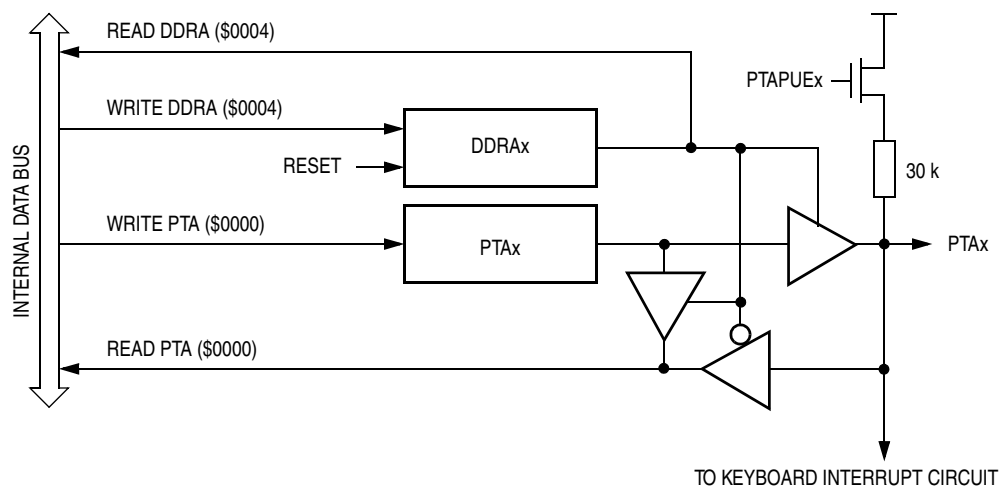 READ DDRA ($0004)
PTAPUEx
WRITE DDRA ($0004)
DDRAx
RESET
30 k
INTERNAL DATA BUS
WRITE PTA ($0000)
PTAx
PTAx
READ PTA ($0000)
TO KEYBOARD INTERRUPT CIRCUIT